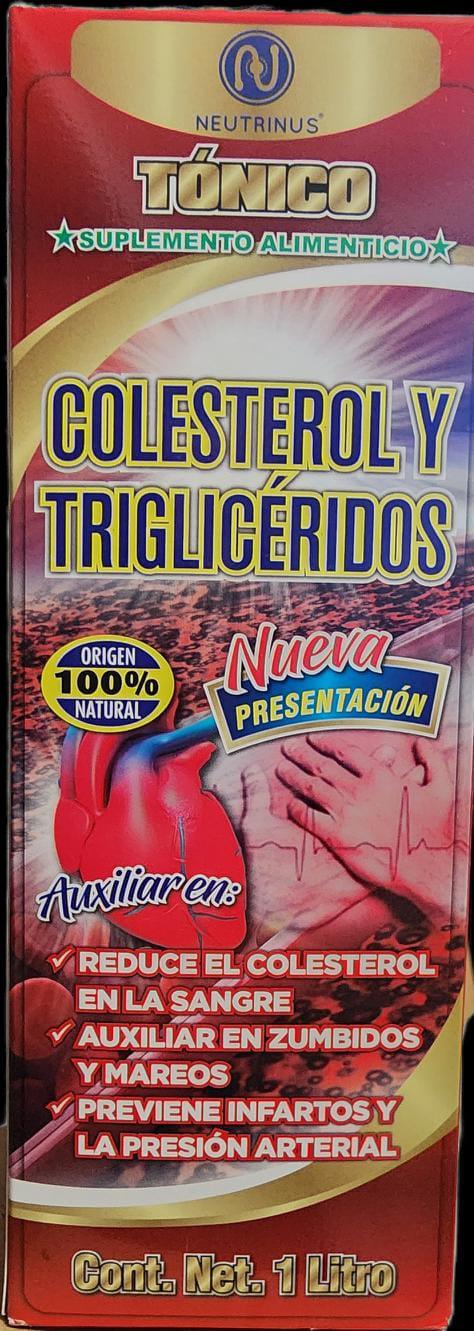 NEUTRINUS®
TÓNICO
SUPLEMENTO ALIMENTICIO
COLESTEROL Y
TRIGLICÉRIDOS
ORIGEN
100%
NATURAL
Nueva
PRESENTACIÓN
Auxiliar en:
REDUCE EL COLESTEROL
EN LA SANGRE
AUXILIAR EN ZUMBIDOS
Y MAREOS
PREVIENE INFARTOS Y
LA PRESIÓN ARTERIAL
Cont. Net. 1 Litro